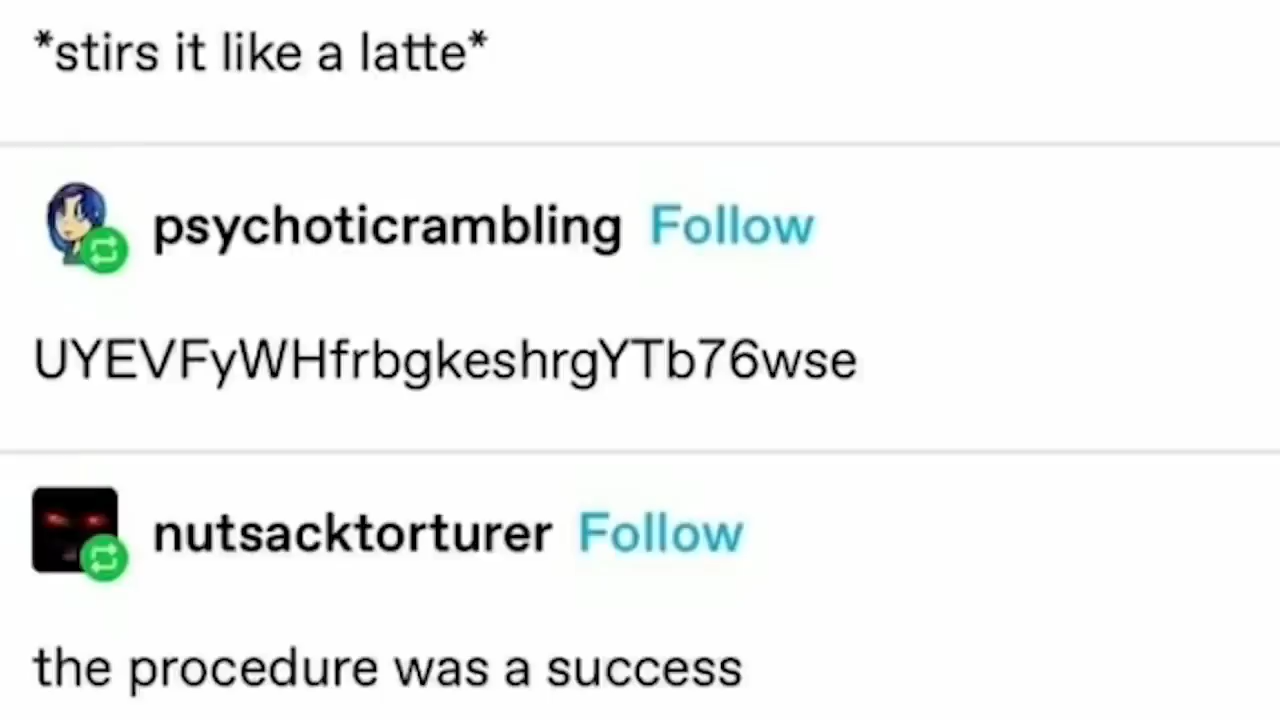 *stirs it like a latte*
psychoticrambling Follow
UYEVFyWHfrbgkeshrgYTb76wse
nutsacktorturer Follow
the procedure was a success